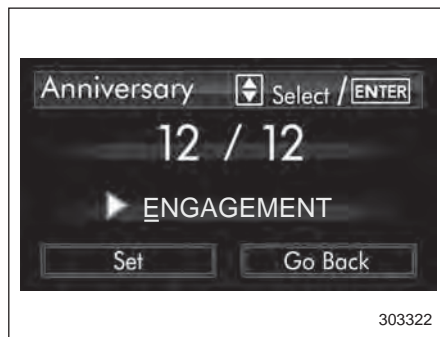 Anniversary Select / ENTER
12 / 12
ENGAGEMENT
Set Go Back
303322